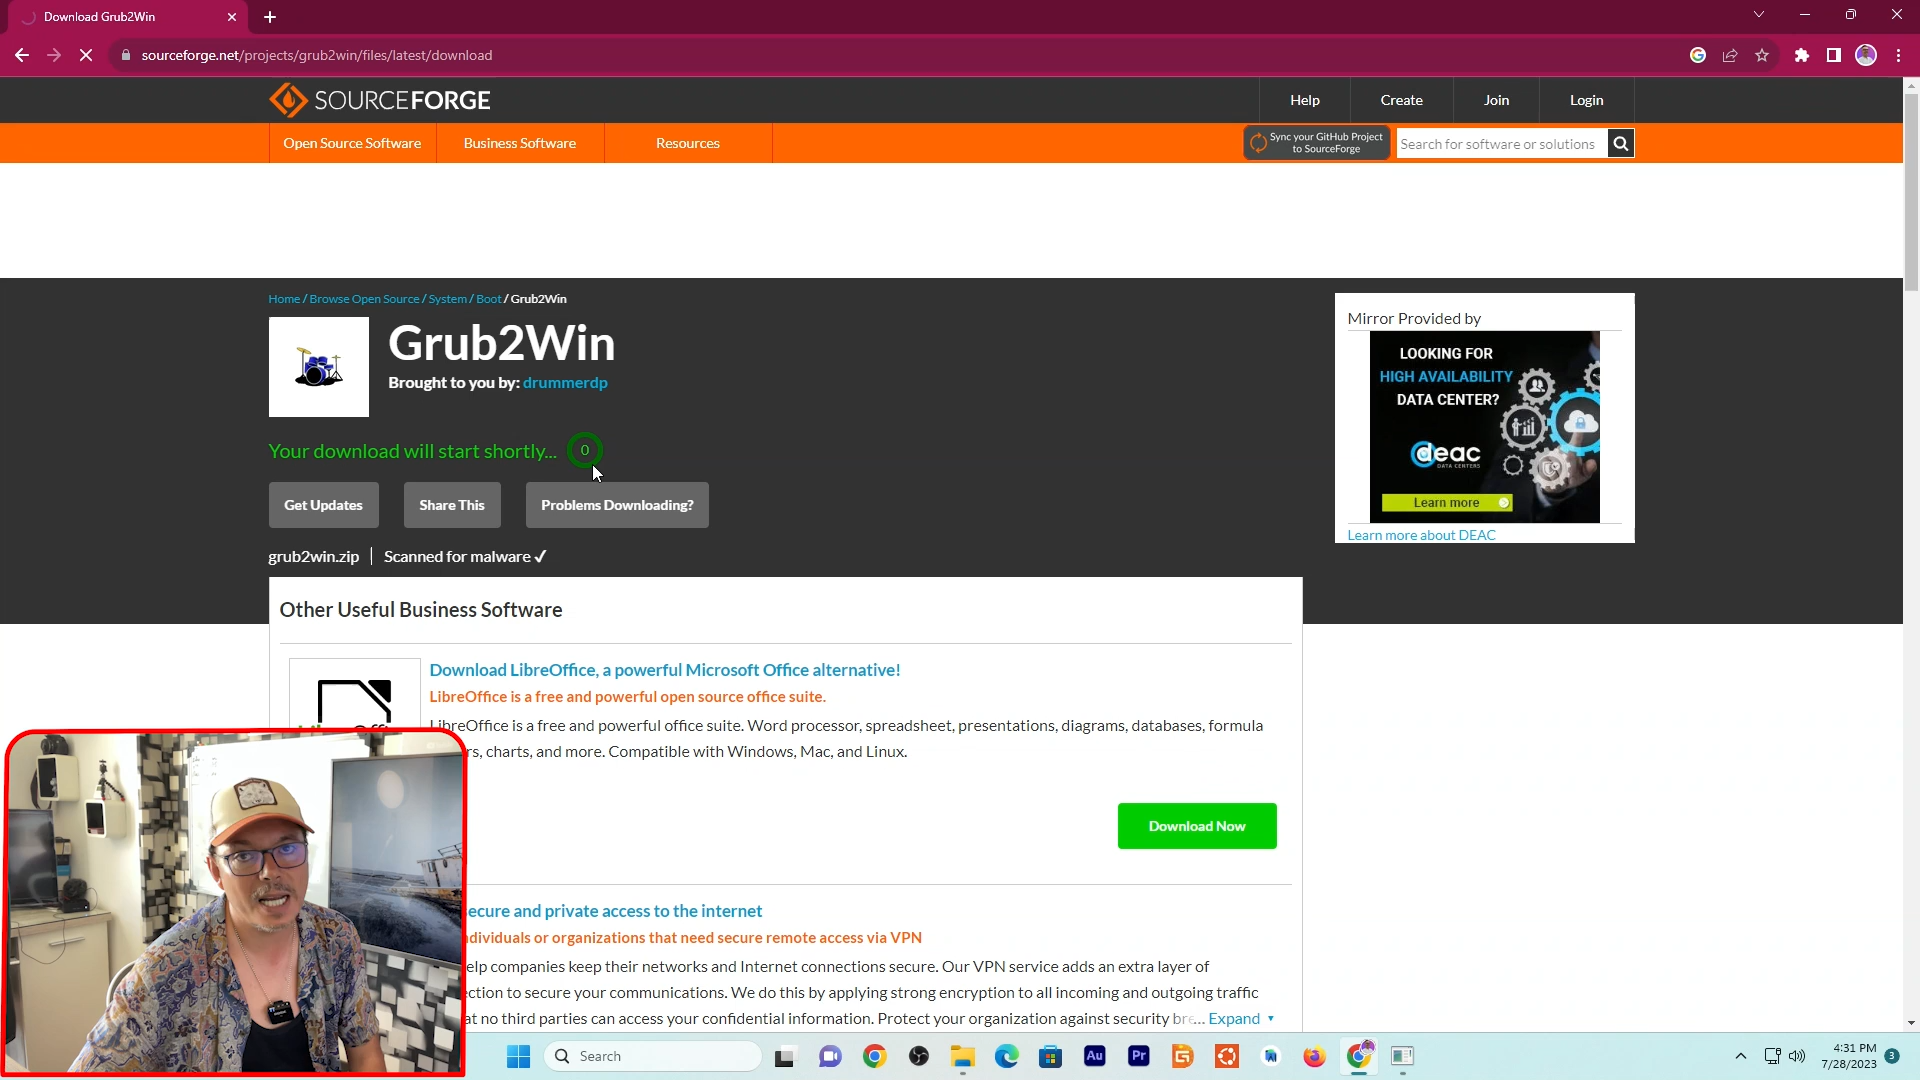 Download Grub2Win
sourceforge.net/projects/grub2win/files/latest/download
SOURCEFORGE
Help
Create
Join
Login
Open Source Software
Business Software
Resources
Sync your GitHub Project
to SourceForge
Search for software or solutions
Home / Browse Open Source / System / Boot / Grub2Win
Grub2Win
Brought to you by: drummerdp
Your download will start shortly... 0
Get Updates
Share This
Problems Downloading?
grub2win.zip
Scanned for malware ✓
Mirror Provided by
LOOKING FOR
HIGH AVAILABILITY
DATA CENTER?
deac
DATA CENTERS
Learn more
Learn more about DEAC
Other Useful Business Software
Download LibreOffice, a powerful Microsoft Office alternative!
LibreOffice is a free and powerful open source office suite.
LibreOffice is a free and powerful office suite. Word processor, spreadsheet, presentations, diagrams, databases, formula
charts, and more. Compatible with Windows, Mac, and Linux.
Download Now
secure and private access to the internet
individuals or organizations that need secure remote access via VPN
help companies keep their networks and Internet connections secure. Our VPN service adds an extra layer of
to secure your communications. We do this by applying strong encryption to all incoming and outgoing traffic
at no third parties can access your confidential information. Protect your organization against security bre... Expand
Search
Au
Pr
4:31 PM
7/28/2023
3